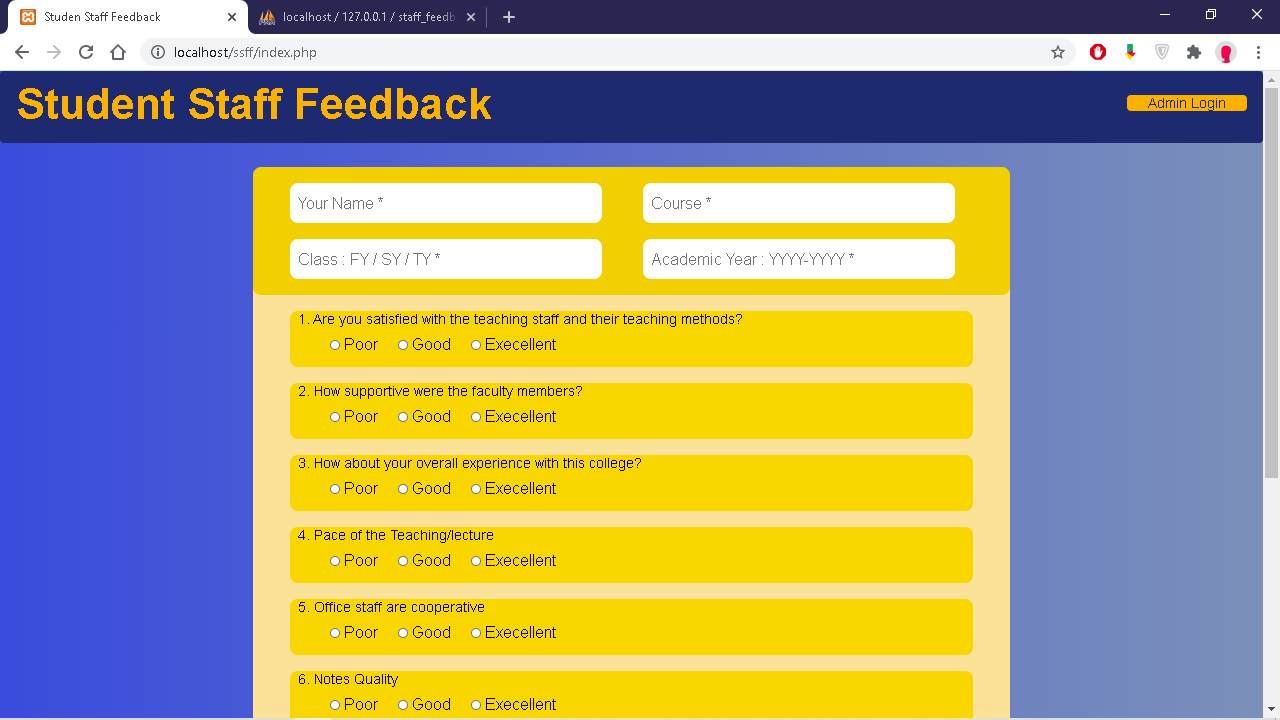 Studen Staff Feedback
localhost / 127.0.0.1 / staff_feedb
localhost/ssff/index.php
Student Staff Feedback
Admin Login
Your Name *
Course *
Class : FY / SY / TY *
Academic Year : YYYY-YYYY *
1. Are you satisfied with the teaching staff and their teaching methods?
Poor Good Execellent
2. How supportive were the faculty members?
Poor Good Execellent
3. How about your overall experience with this college?
Poor Good Execellent
4. Pace of the Teaching/lecture
Poor Good Execellent
5. Office staff are cooperative
Poor Good Execellent
6. Notes Quality
Poor Good Execellent